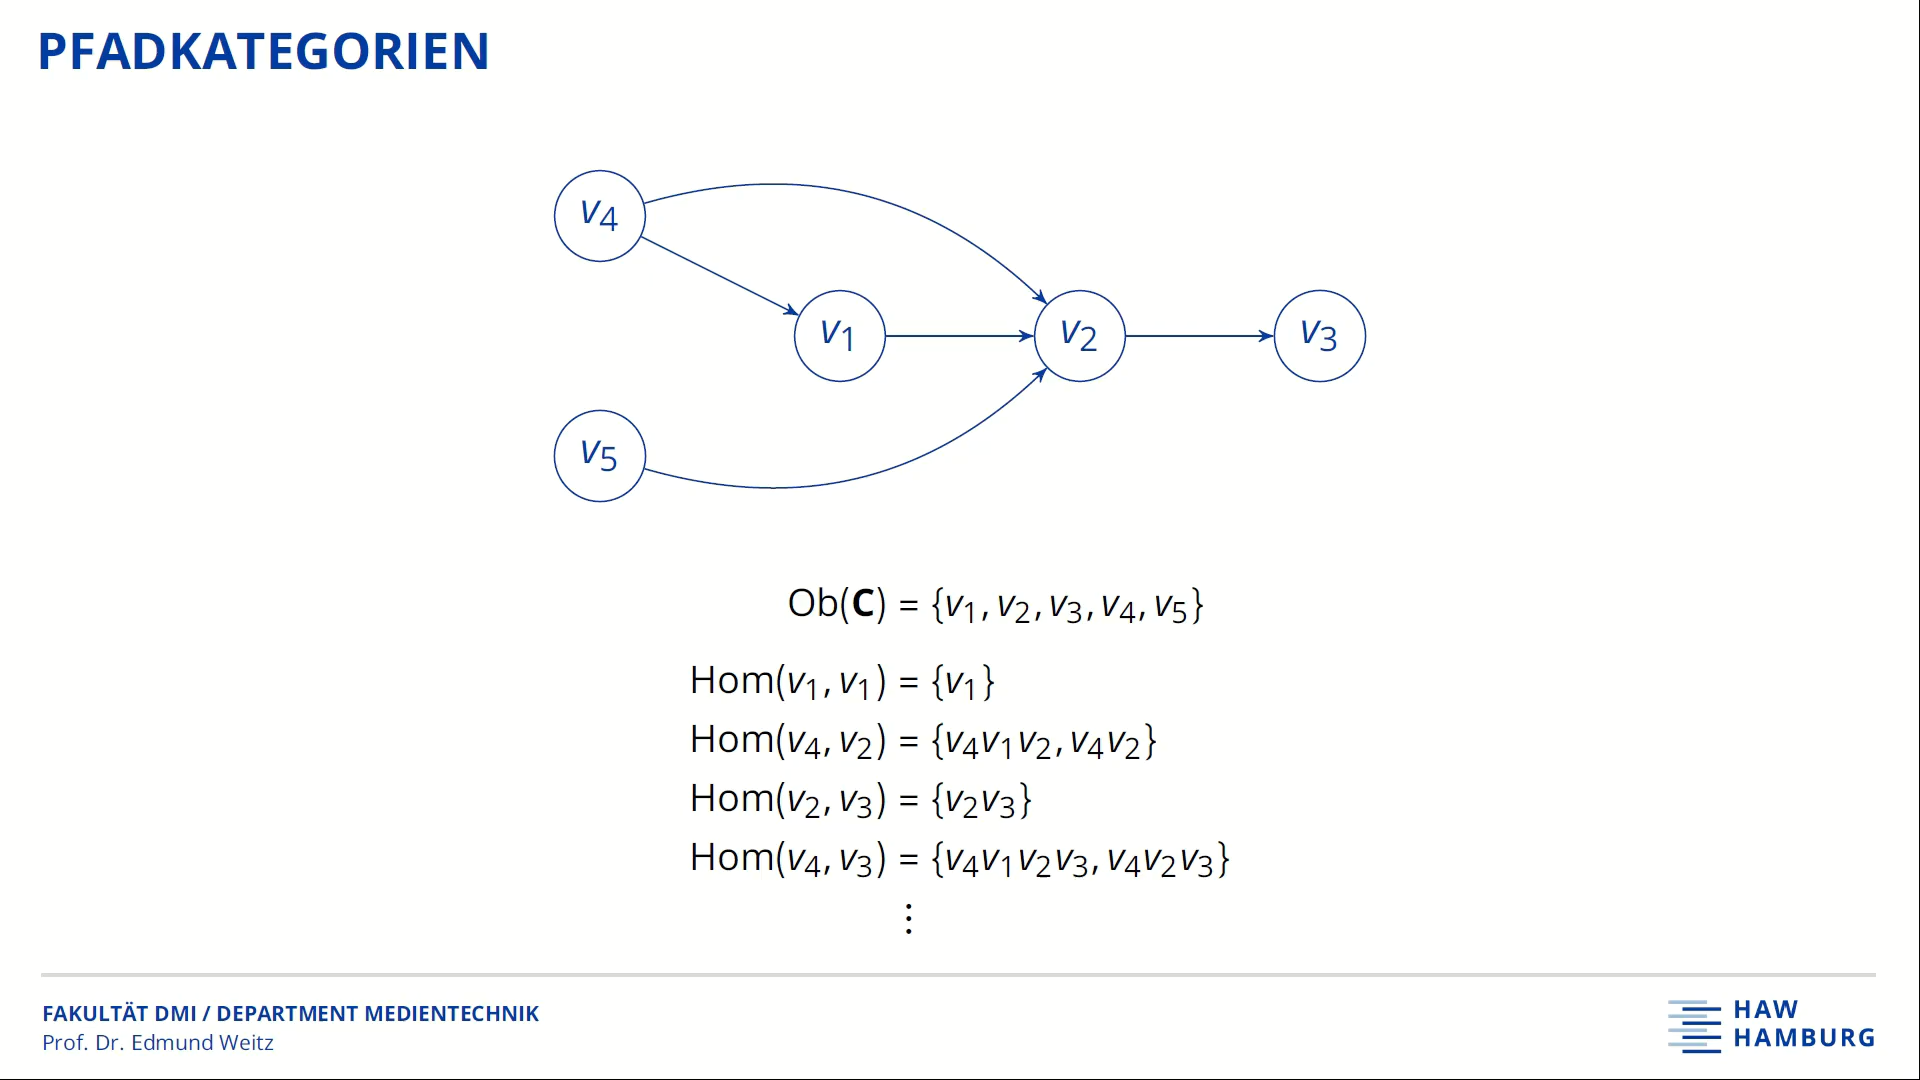 PFADKATEGORIEN
v4
v1
v2
v3
v5
Ob(C) = {v1, v2, v3, v4, v5}
Hom(v1, v1) = {v1}
Hom(v4, v2) = {v4v1v2, v4v2}
Hom(v2, v3) = {v2v3}
Hom(v4, v3) = {v4v1v2v3, v4v2v3}
⋮
FAKULTÄT DMI / DEPARTMENT MEDIENTECHNIK
Prof. Dr. Edmund Weitz
HAW
HAMBURG